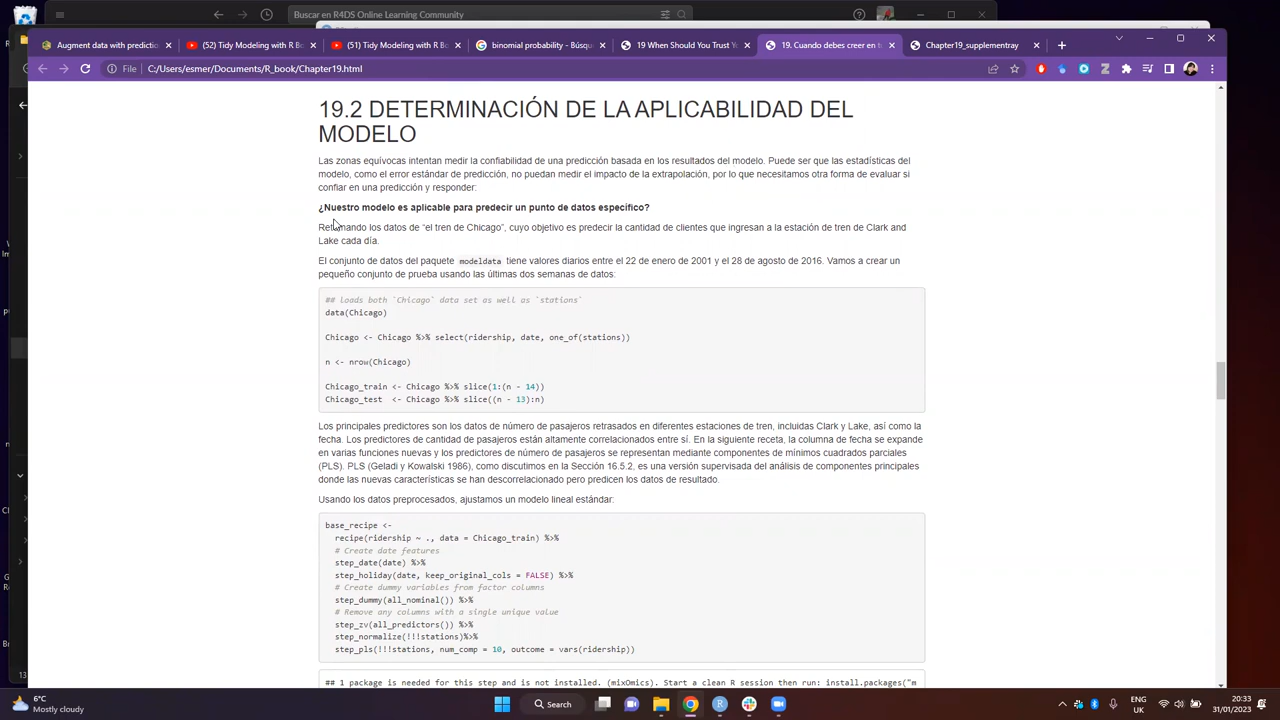 Buscar en R4DS Online Learning Community
Augment data with predictio
(52) Tidy Modeling with R Bo
(51) Tidy Modeling with R Bo
binomial probability - Búsqu
19 When Should You Trust Yo
19. Cuando debes creer en t
Chapter19_supplementray
File
C:/Users/esmer/Documents/R_book/Chapter19.html
19.2 DETERMINACIÓN DE LA APLICABILIDAD DEL
MODELO
Las zonas equívocas intentan medir la confiabilidad de una predicción basada en los resultados del modelo. Puede ser que las estadísticas del
modelo, como el error estándar de predicción, no puedan medir el impacto de la extrapolación, por lo que necesitamos otra forma de evaluar si
confiar en una predicción y responder:
¿Nuestro modelo es aplicable para predecir un punto de datos específico?
Retomando los datos de “el tren de Chicago”, cuyo objetivo es predecir la cantidad de clientes que ingresan a la estación de tren de Clark and
Lake cada día.
El conjunto de datos del paquete modeldata tiene valores diarios entre el 22 de enero de 2001 y el 28 de agosto de 2016. Vamos a crear un
pequeño conjunto de prueba usando las últimas dos semanas de datos:
## loads both `Chicago` data set as well as `stations`
data(Chicago)
Chicago <- Chicago %>% select(ridership, date, one_of(stations))
n <- nrow(Chicago)
Chicago_train <- Chicago %>% slice(1:(n - 14))
Chicago_test  <- Chicago %>% slice((n - 13):n)
Los principales predictores son los datos de número de pasajeros retrasados en diferentes estaciones de tren, incluidas Clark y Lake, así como la
fecha. Los predictores de cantidad de pasajeros están altamente correlacionados entre sí. En la siguiente receta, la columna de fecha se expande
en varias funciones nuevas y los predictores de número de pasajeros se representan mediante componentes de mínimos cuadrados parciales
(PLS). PLS (Geladi y Kowalski 1986), como discutimos en la Sección 16.5.2, es una versión supervisada del análisis de componentes principales
donde las nuevas características se han descorrelacionado pero predicen los datos de resultado.
Usando los datos preprocesados, ajustamos un modelo lineal estándar:
base_recipe <-
recipe(ridership ~ ., data = Chicago_train) %>%
# Create date features
step_date(date) %>%
step_holiday(date, keep_original_cols = FALSE) %>%
# Create dummy variables from factor columns
step_dummy(all_nominal()) %>%
# Remove any columns with a single unique value
step_zv(all_predictors()) %>%
step_normalize(!!!stations)%>%
step_pls(!!!stations, num_comp = 10, outcome = vars(ridership))
## 1 package is needed for this step and is not installed. (mixOmics). Start a clean R session then run: install.packages("m
6°C
Mostly cloudy
Search
ENG
UK
20:33
31/01/2023